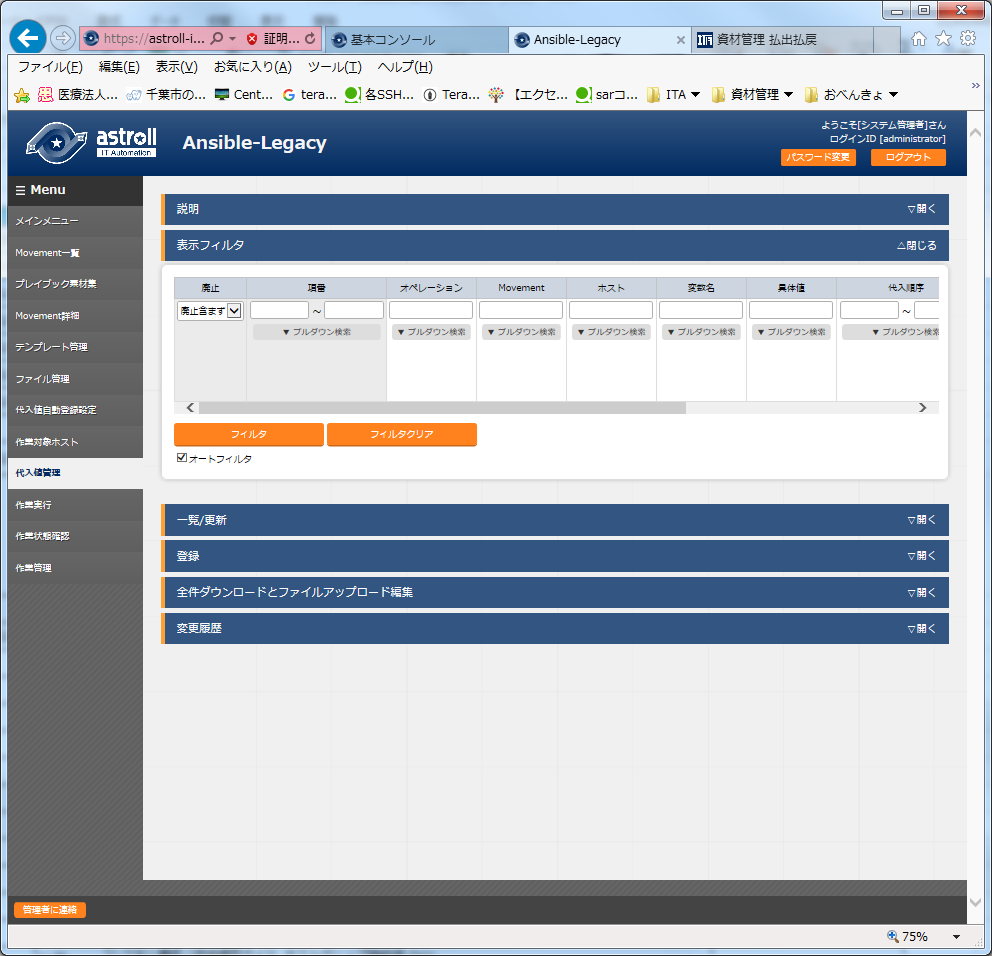 https://astroll-i... 証明... 基本コンソール Ansible-Legacy 資材管理 払出払戻
ファイル(F) 編集(E) 表示(V) お気に入り(A) ツール(T) ヘルプ(H)
医療法人... 千葉市の... Cent... tera... 各SSH... Tera... 【エクセ... sarコ... ITA ▼ 資材管理 ▼ おべんきょ ▼
astroll
IT Automation
Ansible-Legacy
ようこそ[システム管理者]さん
ログインID [administrator]
パスワード変更 ログアウト
☰ Menu
メインメニュー
Movement一覧
プレイブック素材集
Movement詳細
テンプレート管理
ファイル管理
代入値自動登録設定
作業対象ホスト
代入値管理
作業実行
作業状態確認
作業管理
説明 ▽開く
表示フィルタ △閉じる
廃止 項番 オペレーション Movement ホスト 変数名 具体値 代入順序
廃止含まず ～ ～
▼ プルダウン検索 ▼ プルダウン検索 ▼ プルダウン検索 ▼ プルダウン検索 ▼ プルダウン検索 ▼ プルダウン検索 ▼ プルダウン検索
フィルタ フィルタクリア
オートフィルタ
一覧/更新 ▽開く
登録 ▽開く
全件ダウンロードとファイルアップロード編集 ▽開く
変更履歴 ▽開く
管理者に連絡
75%